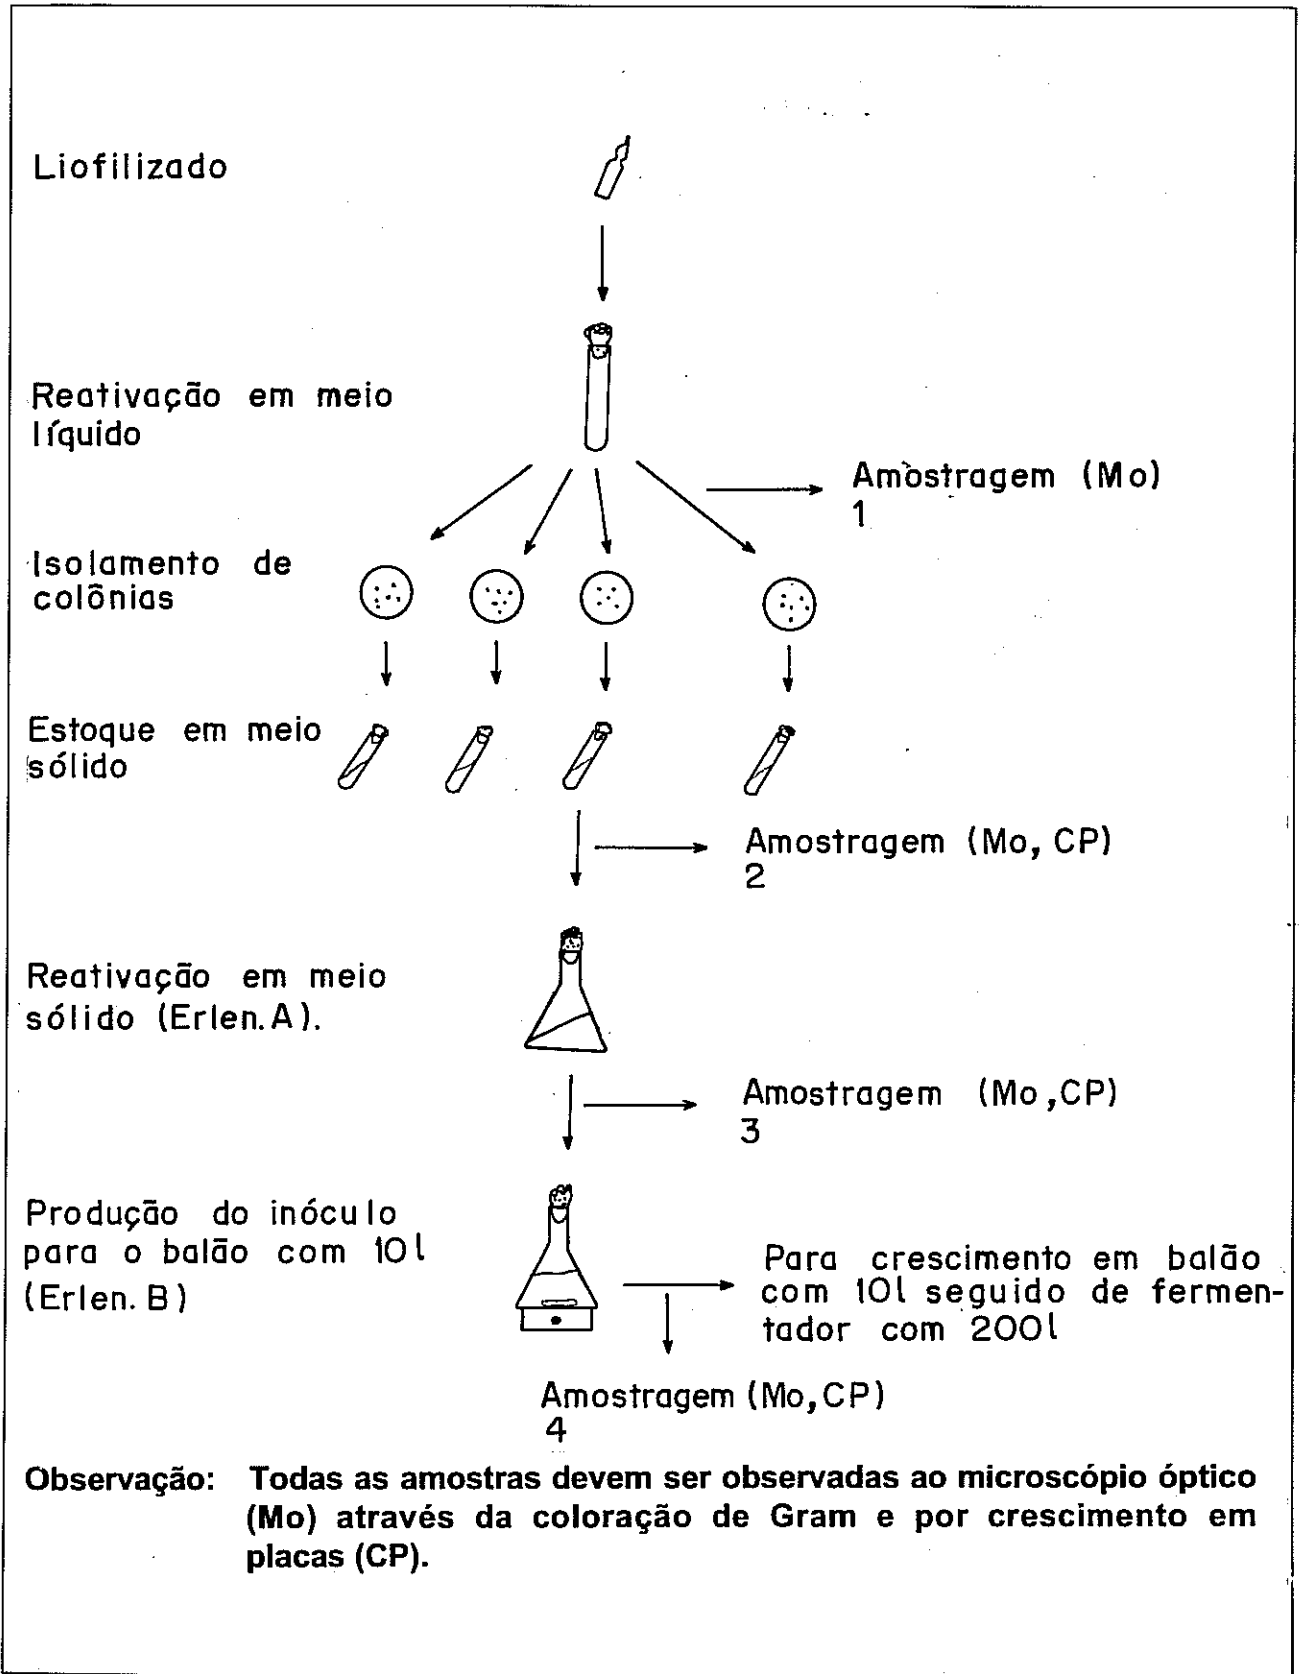 Liofilizado
Reativação em meio
líquido
Amostragem (Mo)
1
Isolamento de
colônias
Estoque em meio
sólido
Amostragem (Mo, CP)
2
Reativação em meio
sólido (Erlen. A).
Amostragem (Mo, CP)
3
Produção do inóculo
para o balão com 10l
(Erlen. B)
Para crescimento em balão
com 10l seguido de fermen-
tador com 200l
Amostragem (Mo, CP)
4
Observação: Todas as amostras devem ser observadas ao microscópio óptico
(Mo) através da coloração de Gram e por crescimento em
placas (CP).